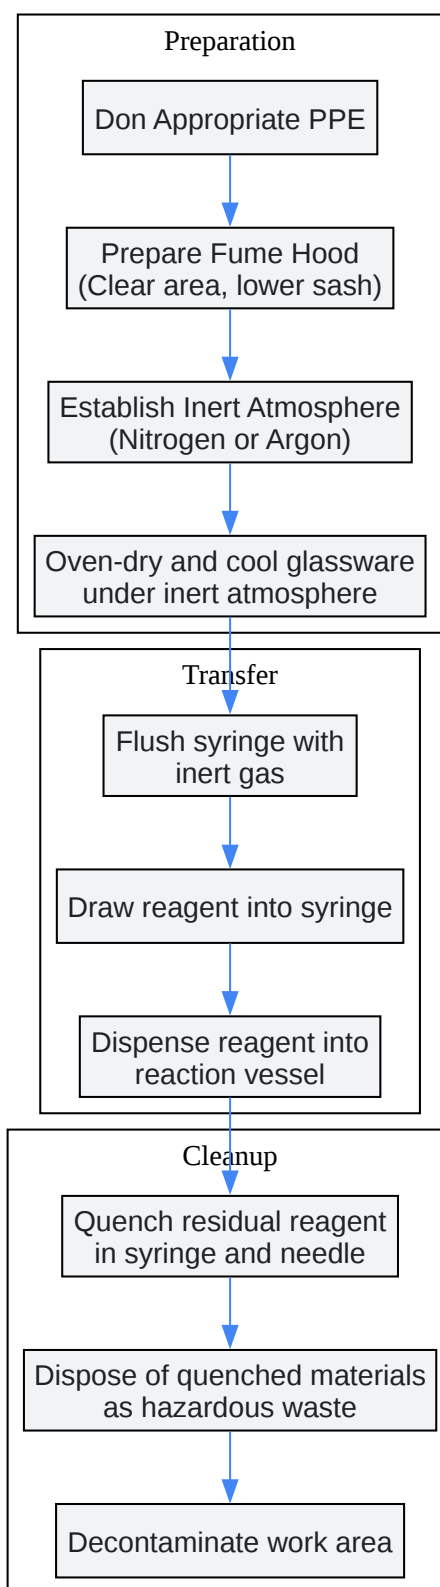 Preparation
Don Appropriate PPE
Prepare Fume Hood
(Clear area, lower sash)
Establish Inert Atmosphere
(Nitrogen or Argon)
Oven-dry and cool glassware
under inert atmosphere
Transfer
Flush syringe with
inert gas
Draw reagent into syringe
Dispense reagent into
reaction vessel
Cleanup
Quench residual reagent
in syringe and needle
Dispose of quenched materials
as hazardous waste
Decontaminate work area